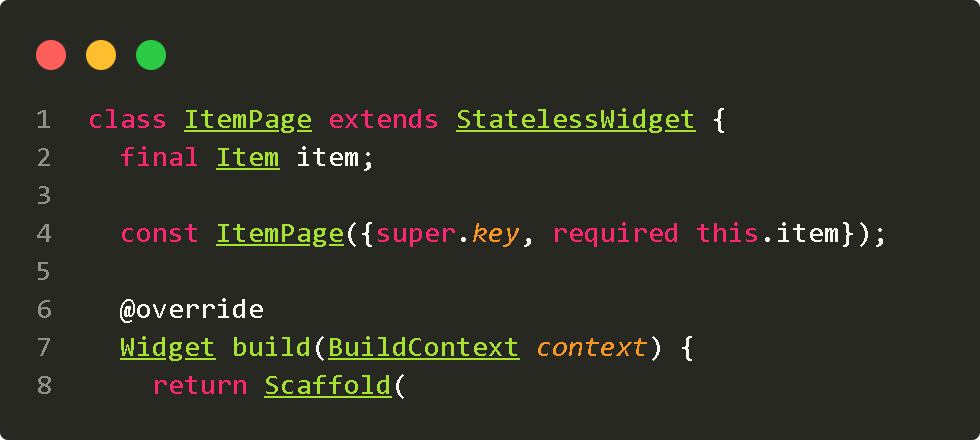 1 class ItemPage extends StatelessWidget {
2 final Item item;
3
4 const ItemPage({super.key, required this.item});
5
6 @override
7 Widget build(BuildContext context) {
8 return Scaffold(